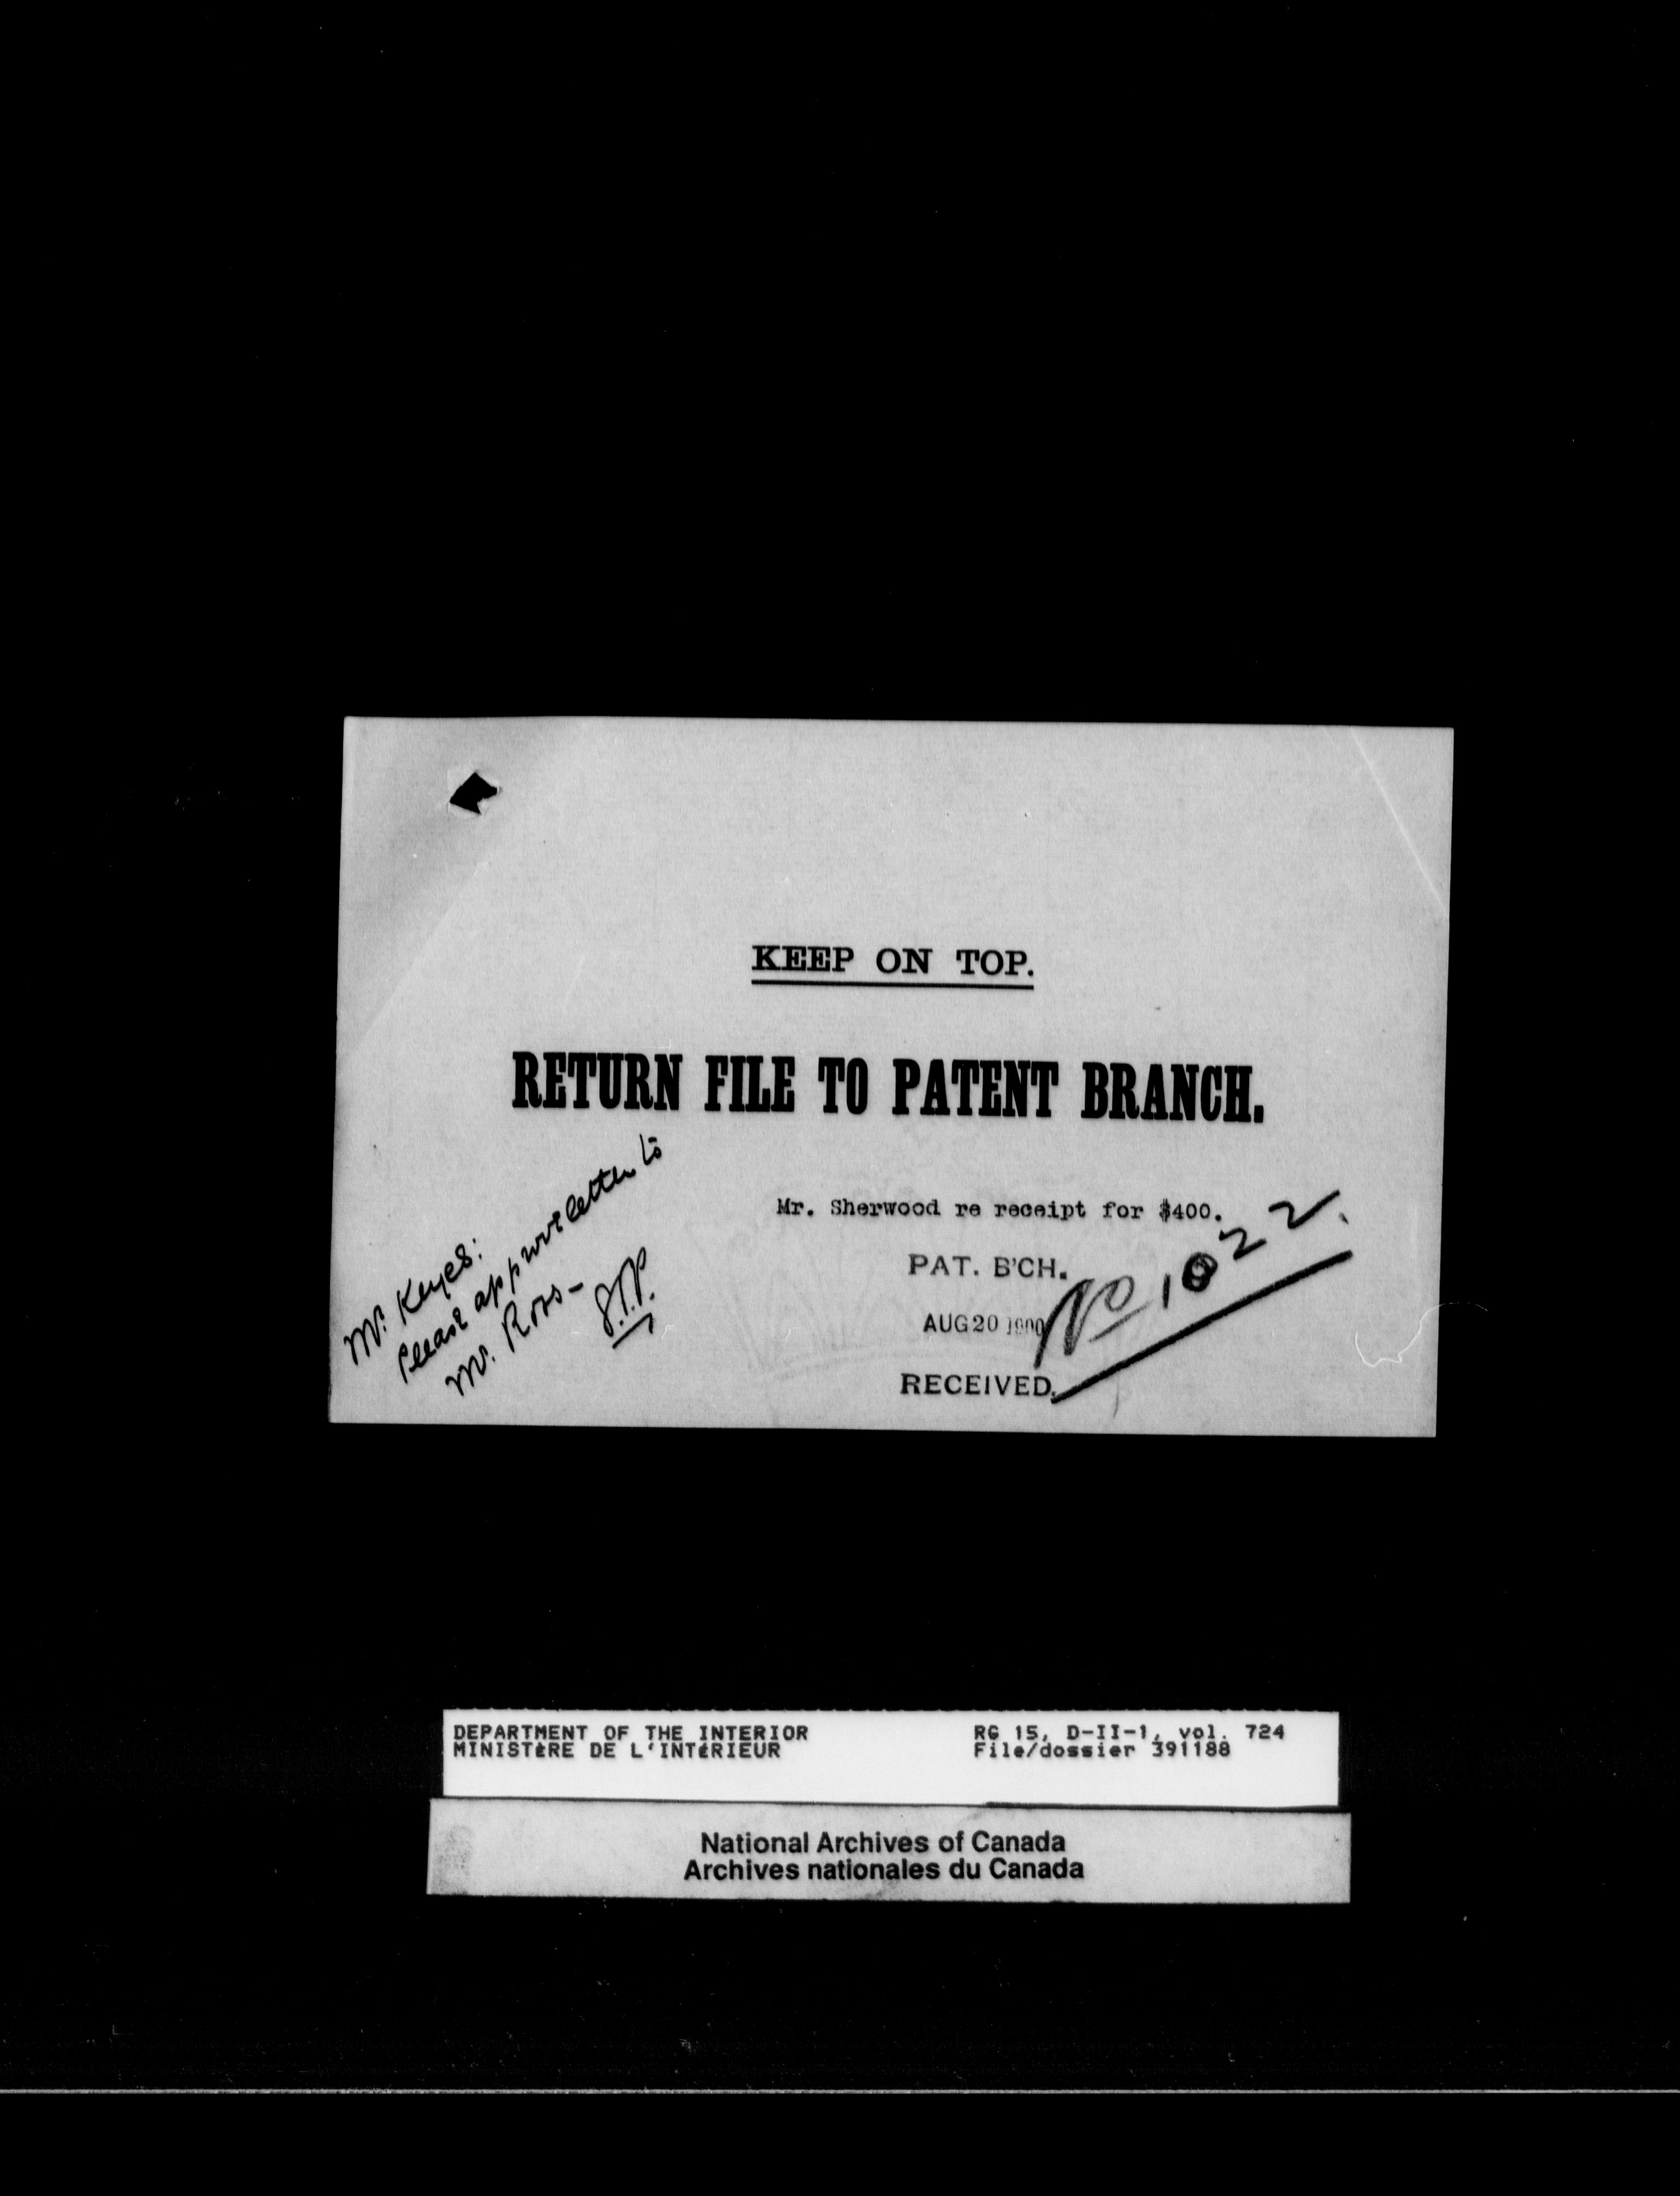 KEEP ON TOP.
RETURN FILE TO PATENT BRANCH.
Mr. Keyes:
Please approve letter to
Mr. Ross-
Mr. Sherwood re receipt for $400.
PAT. B'CH.
AUG 20 1900
RECEIVED.
No 1022.
DEPARTMENT OF THE INTERIOR
MINISTèRE DE L'INTéRIEUR
RG 15, D-II-1, vol. 724
File/dossier 391188
National Archives of Canada
Archives nationales du Canada